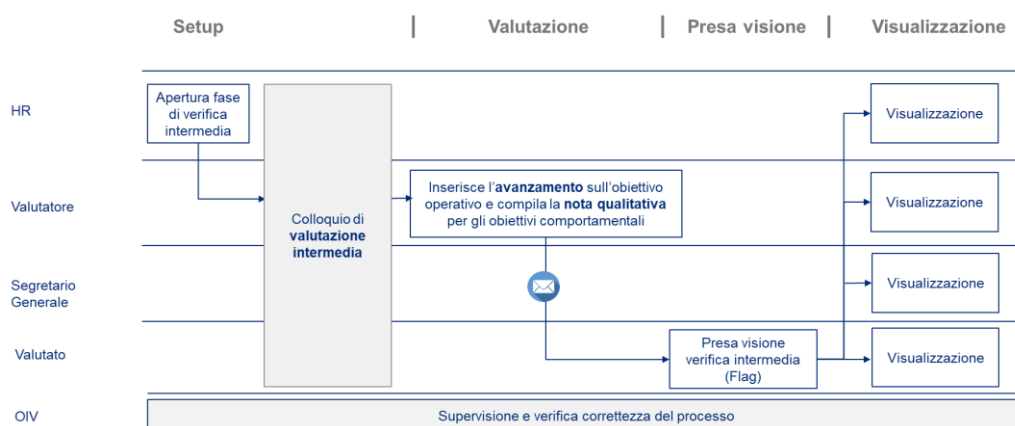 Setup | Valutazione | Presa visione | Visualizzazione
HR
Apertura fase
di verifica
intermedia
Visualizzazione
Valutatore
Colloquio di
valutazione
intermedia
Inserisce l'avanzamento sull'obiettivo
operativo e compila la nota qualitativa
per gli obiettivi comportamentali
Visualizzazione
Segretario
Generale
Visualizzazione
Valutato
Presa visione
verifica intermedia
(Flag)
Visualizzazione
OIV
Supervisione e verifica correttezza del processo